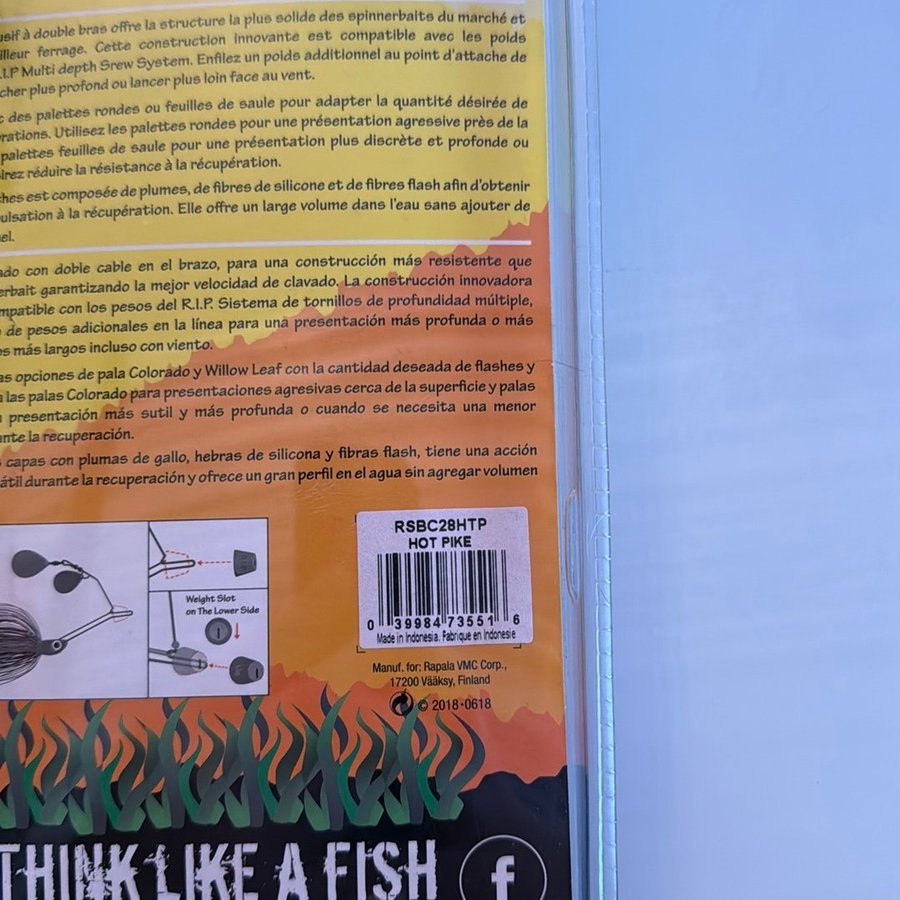 usif à double bras offre la structure la plus solide des spinnerbaits du marché et
illeur ferrage. Cette construction innovante est compatible avec les poids
.I.P Multi depth Srew System. Enfilez un poids additionnel au point d'attache de
cher plus profond ou lancer plus loin face au vent.
t des palettes rondes ou feuilles de saule pour adapter la quantité désirée de
rations. Utilisez les palettes rondes pour une présentation agressive près de la
palettes feuilles de saule pour une présentation plus discrète et profonde ou
irez réduire la résistance à la récupération.
hes est composée de plumes, de fibres de silicone et de fibres flash afin d'obtenir
ulsation à la récupération. Elle offre un large volume dans l'eau sans ajouter de
el.
ado con doble cable en el brazo, para una construcción más resistente que
erbait garantizando la mejor velocidad de clavado. La construcción innovadora
mpatible con los pesos del R.I.P. Sistema de tornillos de profundidad múltiple,
de pesos adicionales en la línea para una presentación más profunda o más
os más largos incluso con viento.
as opciones de pala Colorado y Willow Leaf con la cantidad deseada de flashes y
a las palas Colorado para presentaciones agresivas cerca de la superficie y palas
presentación más sutil y más profunda o cuando se necesita una menor
ante la recuperación.
s capas con plumas de gallo, hebras de silicona y fibras flash, tiene una acción
átil durante la recuperación y ofrece un gran perfil en el agua sin agregar volumen
Weight Slot
on The Lower Side
RSBC28HTP
HOT PIKE
0 39984 73551 6
Made in Indonesia. Fabrique en Indonesie
Manuf. for: Rapala VMC Corp.,
17200 Vääksy, Finland
© 2018•0618
THINK LIKE A FISH
f